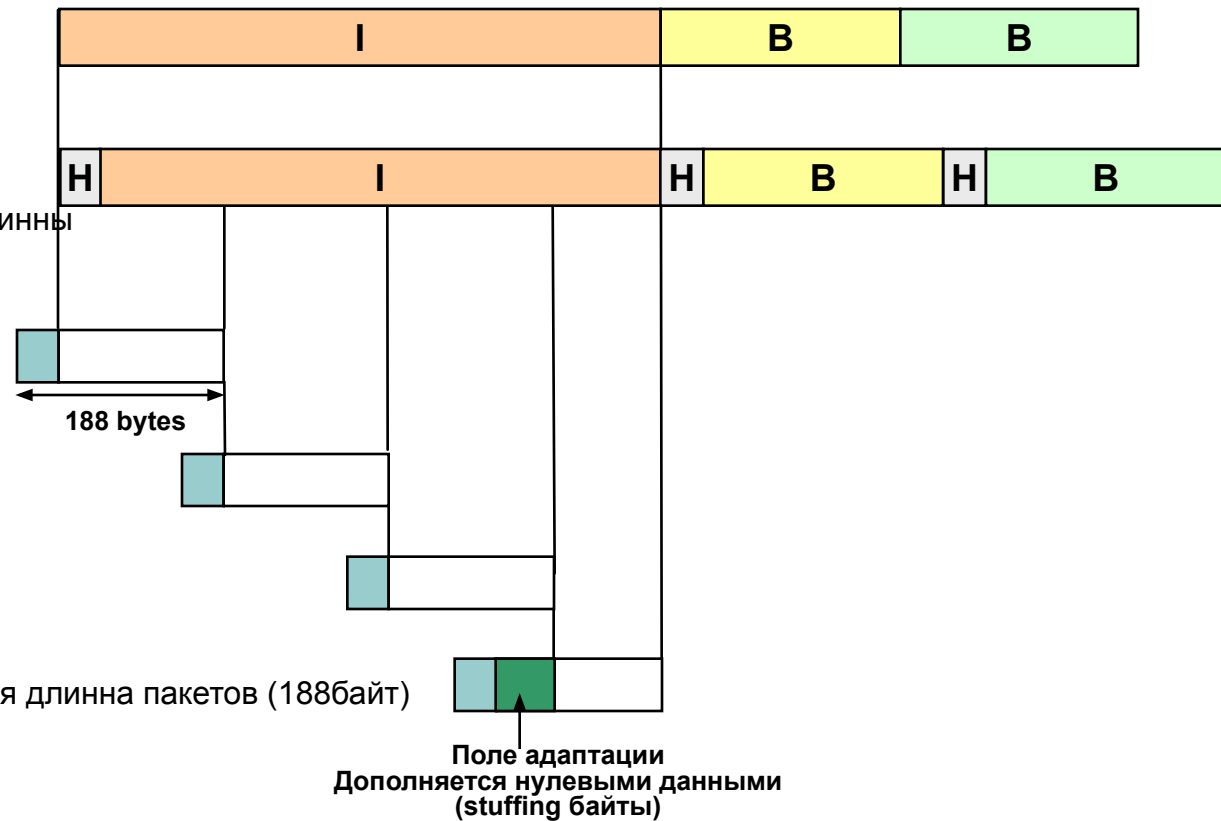 I B B
H I H B H B
инны
188 bytes
я длинна пакетов (188байт)
Поле адаптации
Дополняется нулевыми данными
(stuffing байты)